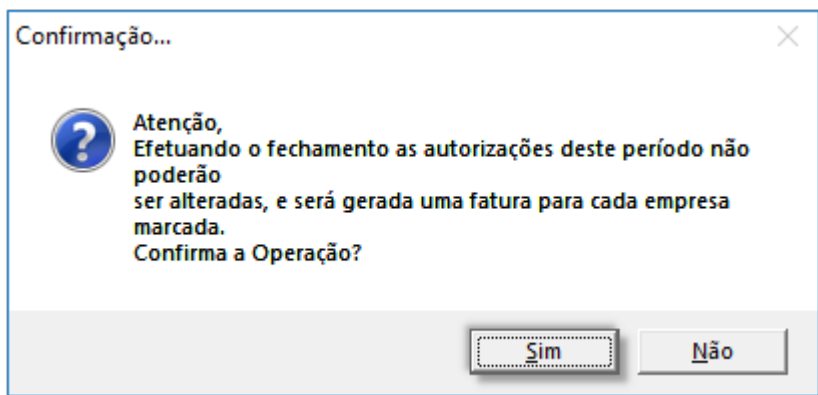 Confirmação...
Atenção,
Efetuando o fechamento as autorizações deste período não
poderão
ser alteradas, e será gerada uma fatura para cada empresa
marcada.
Confirma a Operação?
Sim
Não